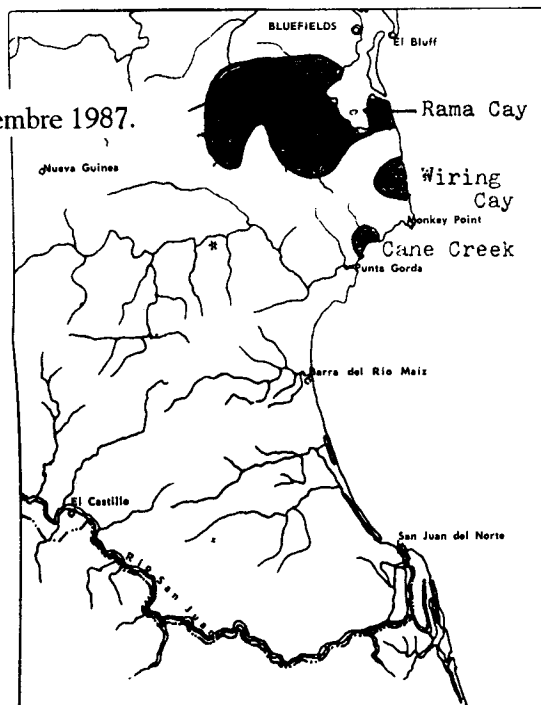 BLUEFIELDS
El Bluff
embre 1987.
Rama Cay
Nueva Guinea
Wiring
Cay
Monkey Point
Cane Creek
Punta Gorda
Barra del Río Maíz
El Castillo
San Juan del Norte
Río San Juan